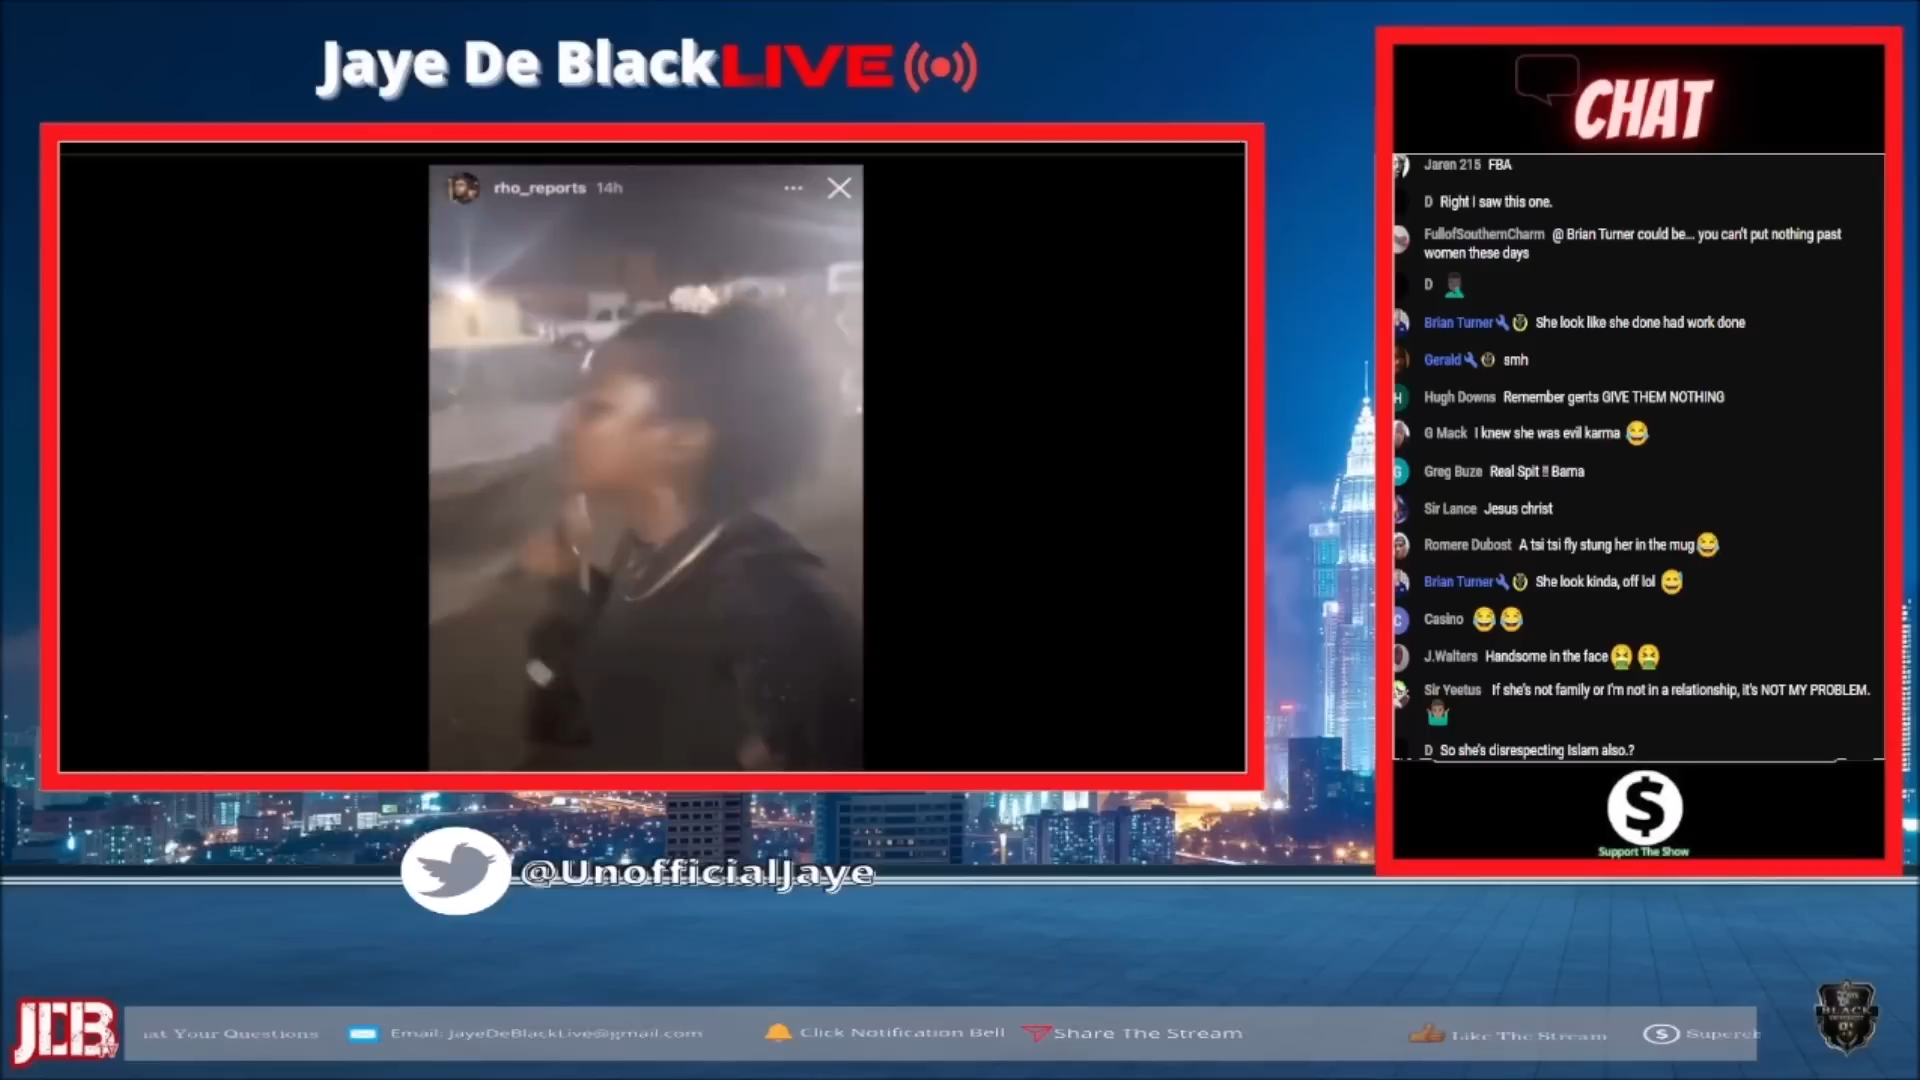 Jaye De Black LIVE
rho_reports 14h
CHAT
Jaren 215 FBA
D Right I saw this one.
FullofSouthernCharm @ Brian Turner could be... you can't put nothing past
women these days
D
Brian Turner She look like she done had work done
Gerald smh
Hugh Downs Remember gents GIVE THEM NOTHING
G Mack I knew she was evil karma 😂
Greg Buze Real Spit !! Bama
Sir Lance Jesus christ
Romere Dubost A tsi tsi fly stung her in the mug 😂
Brian Turner She look kinda, off lol 😅
Casino 😂 😂
J.Walters Handsome in the face 🤮 🤮
Sir Yeetus If she's not family or I'm not in a relationship, it's NOT MY PROBLEM.
D So she's disrespecting Islam also.?
$
Support The Show
@UnofficialJaye
JDB TV
at Your Questions
Email: JayeDeBlackLive@gmail.com
Click Notification Bell
Share The Stream
Like The Stream
BLACK